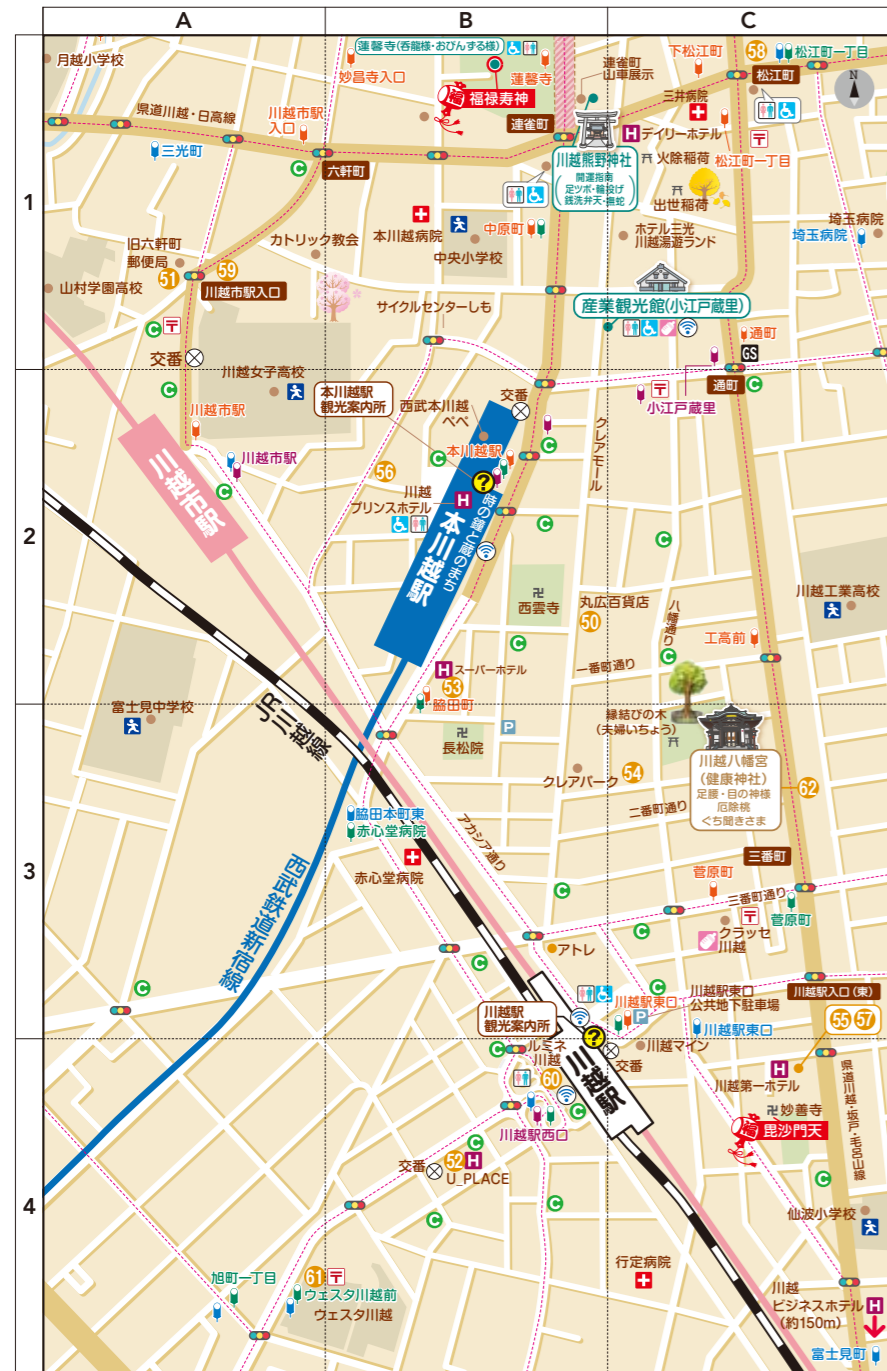 A
B
C
1
2
3
4
N
月越小学校
県道川越・日高線
川越市駅
入口
三光町
妙昌寺入口
蓮馨寺(呑龍様・おびんずる様)
福
福禄寿神
蓮馨寺
連雀町
連雀町
山車展示
下松江町
58
松江町一丁目
松江町
三井病院
デイリーホテル
松江町一丁目
川越熊野神社
開運指南
足ツボ・輪投げ
銭洗弁天・撫蛇
火除稲荷
出世稲荷
六軒町
本川越病院
中原町
中央小学校
カトリック教会
旧六軒町
郵便局
51
59
川越市駅入口
山村学園高校
ホテル三光
川越湯遊ランド
埼玉病院
埼玉病院
サイクルセンターしも
産業観光館(小江戸蔵里)
通町
GS
通町
小江戸蔵里
交番
川越女子高校
川越市駅
川越市駅
川越市駅
本川越駅
観光案内所
西武本川越
ペペ
交番
本川越駅
?
56
川越
プリンスホテル
H
時の鐘と蔵のまち
本川越駅
クレアモール
西雲寺
丸広百貨店
50
八幡通り
川越工業高校
工高前
一番町通り
スーパーホテル
53
脇田町
富士見中学校
JR川越線
長松院
P
縁結びの木
(夫婦いちょう)
川越八幡宮
(健康神社)
足腰・目の神様
厄除桃
ぐち聞きさま
62
クレアパーク
54
二番町通り
脇田本町東
赤心堂病院
赤心堂病院
アカシア通り
西武鉄道新宿線
三番町
菅原町
三番町通り
菅原町
クラッセ
川越
アトレ
川越駅
観光案内所
?
川越駅東口
P
川越駅東口
公共地下駐車場
川越駅入口(東)
川越駅東口
55 57
川越マイン
交番
川越駅
ルミネ
川越
60
川越駅西口
川越第一ホテル
妙善寺
福
毘沙門天
県道川越・坂戸・毛呂山線
交番
52
H
U_PLACE
仙波小学校
行定病院
旭町一丁目
61
ウェスタ川越前
ウェスタ川越
川越
ビジネスホテル
(約150m)
H
富士見町